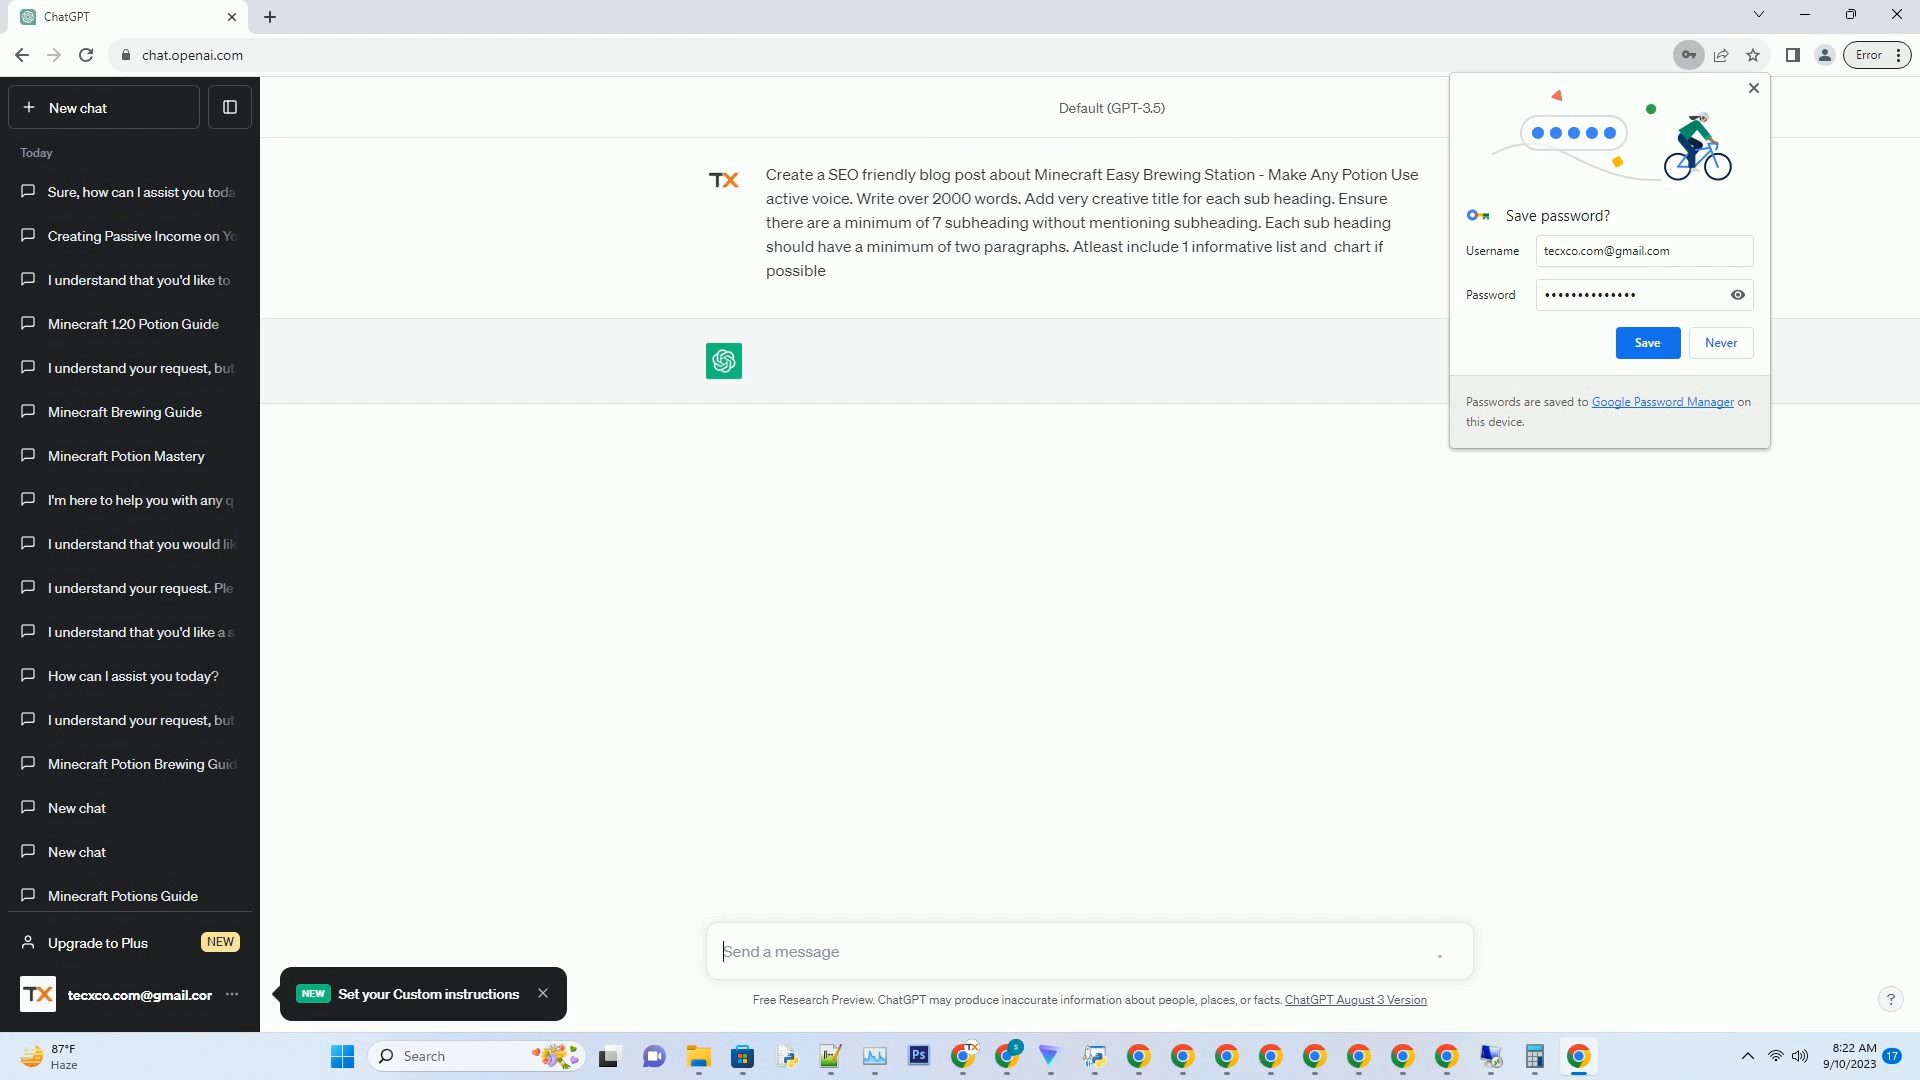 ChatGPT
chat.openai.com
Error
New chat
Today
Sure, how can I assist you toda
Creating Passive Income on Yo
I understand that you'd like to
Minecraft 1.20 Potion Guide
I understand your request, but
Minecraft Brewing Guide
Minecraft Potion Mastery
I'm here to help you with any q
I understand that you would lik
I understand your request. Ple
I understand that you'd like a s
How can I assist you today?
I understand your request, but
Minecraft Potion Brewing Guid
New chat
New chat
Minecraft Potions Guide
Upgrade to Plus NEW
TX tecxco.com@gmail.cor
Default (GPT-3.5)
TX
Create a SEO friendly blog post about Minecraft Easy Brewing Station - Make Any Potion Use
active voice. Write over 2000 words. Add very creative title for each sub heading. Ensure
there are a minimum of 7 subheading without mentioning subheading. Each sub heading
should have a minimum of two paragraphs. Atleast include 1 informative list and chart if
possible
Save password?
Username tecxco.com@gmail.com
Password
Save Never
Passwords are saved to Google Password Manager on
this device.
Send a message
NEW Set your Custom instructions
Free Research Preview. ChatGPT may produce inaccurate information about people, places, or facts. ChatGPT August 3 Version
?
87°F
Haze
Search
Ps
TX
s
8:22 AM
9/10/2023
17